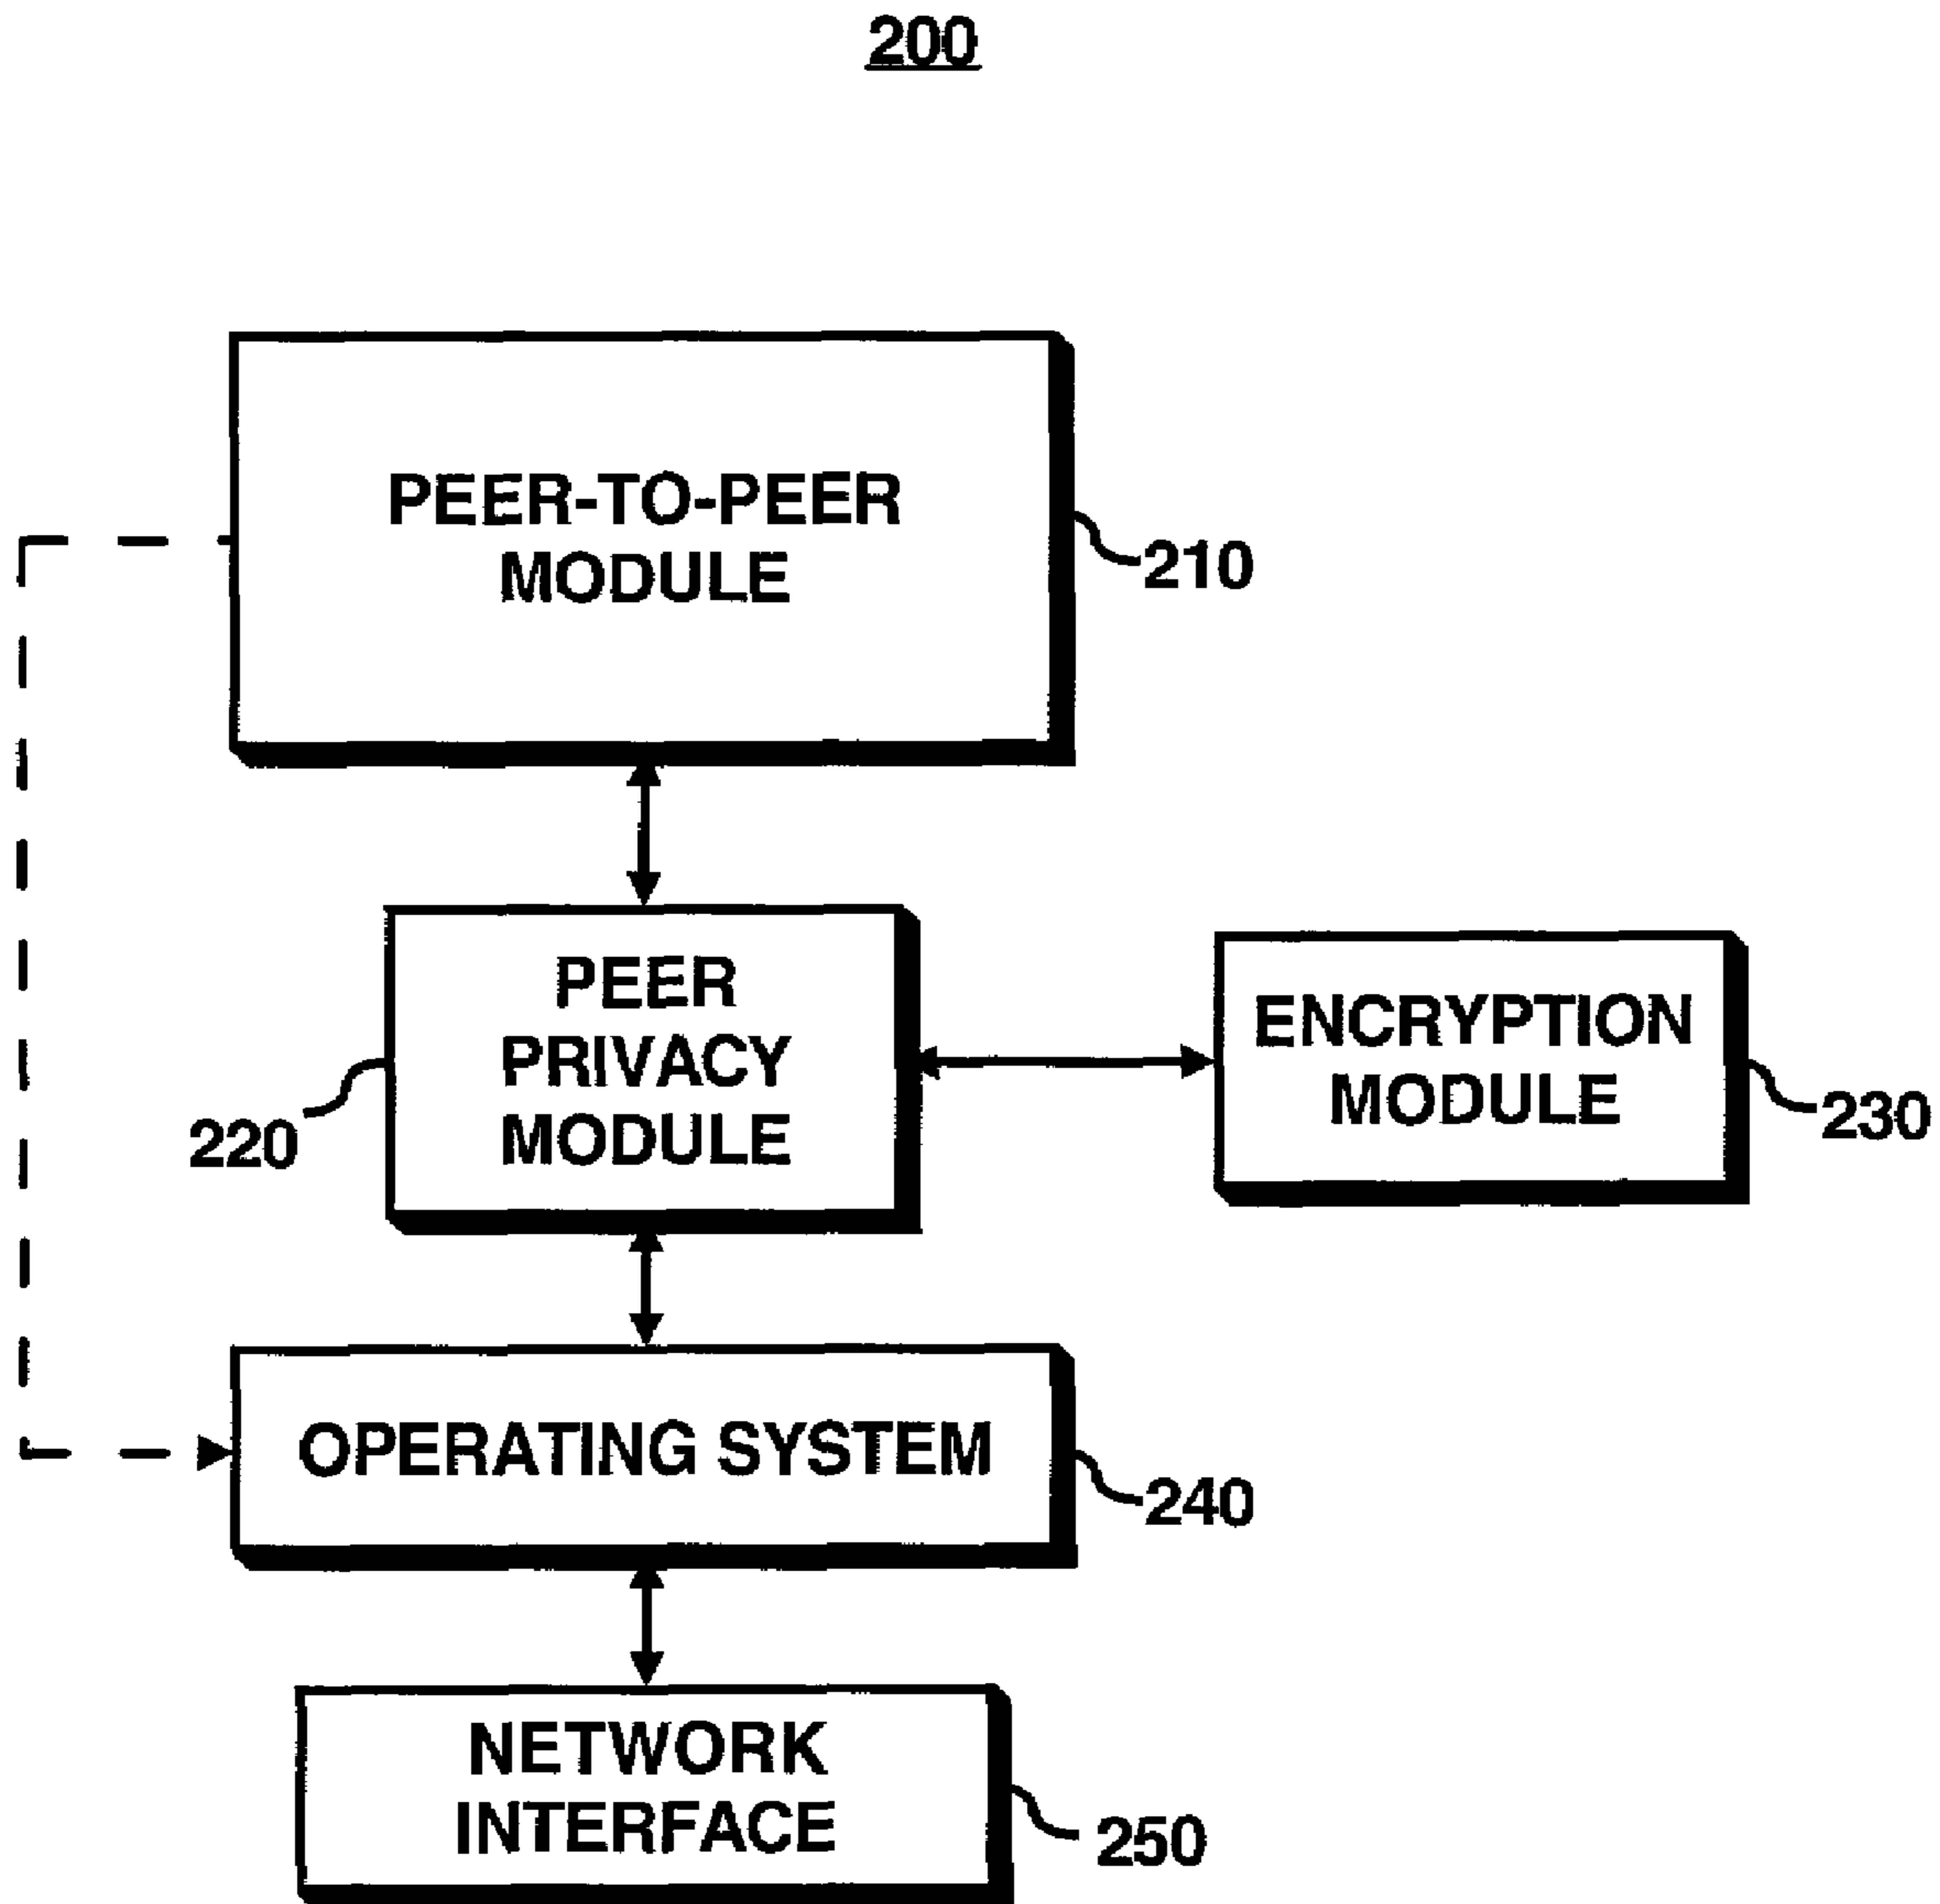 200
PEER-TO-PEER
MODULE
210
PEER
PRIVACY
MODULE
220
ENCRYPTION
MODULE
230
OPERATING SYSTEM
240
NETWORK
INTERFACE
250